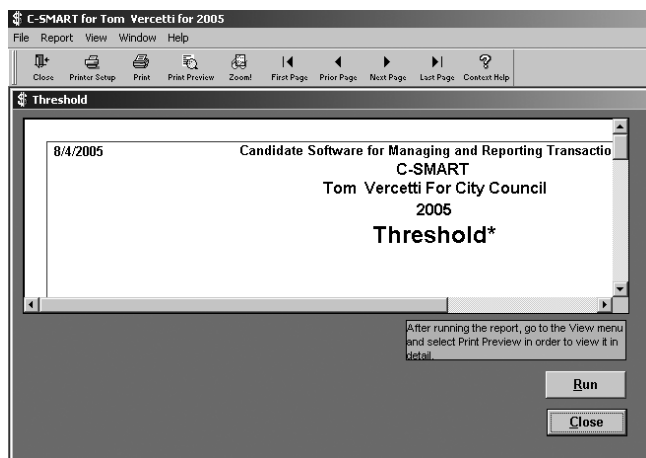 C-SMART for Tom Vercetti for 2005
File Report View Window Help
Close Printer Setup Print Print Preview Zoom! First Page Prior Page Next Page Last Page Context Help
Threshold
8/4/2005 Candidate Software for Managing and Reporting Transactio
C-SMART
Tom Vercetti For City Council
2005
Threshold*
After running the report, go to the View menu
and select Print Preview in order to view it in
detail.
Run
Close